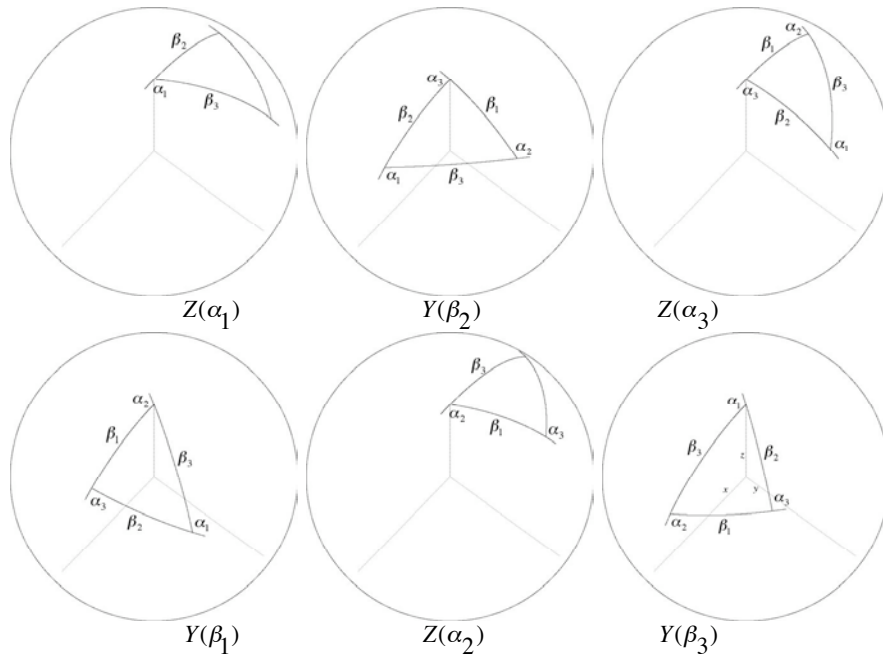 β₂ α₁ β₃
α₃ β₂ β₁ α₂ α₁ β₃
α₂ β₁ β₃ α₃ β₂ α₁
Z(α₁) Y(β₂) Z(α₃)
α₂ β₁ β₃ α₃ β₂ α₁
β₃ α₂ β₁ α₃
α₁ β₃ β₂ z x y α₃ α₂ β₁
Y(β₁) Z(α₂) Y(β₃)